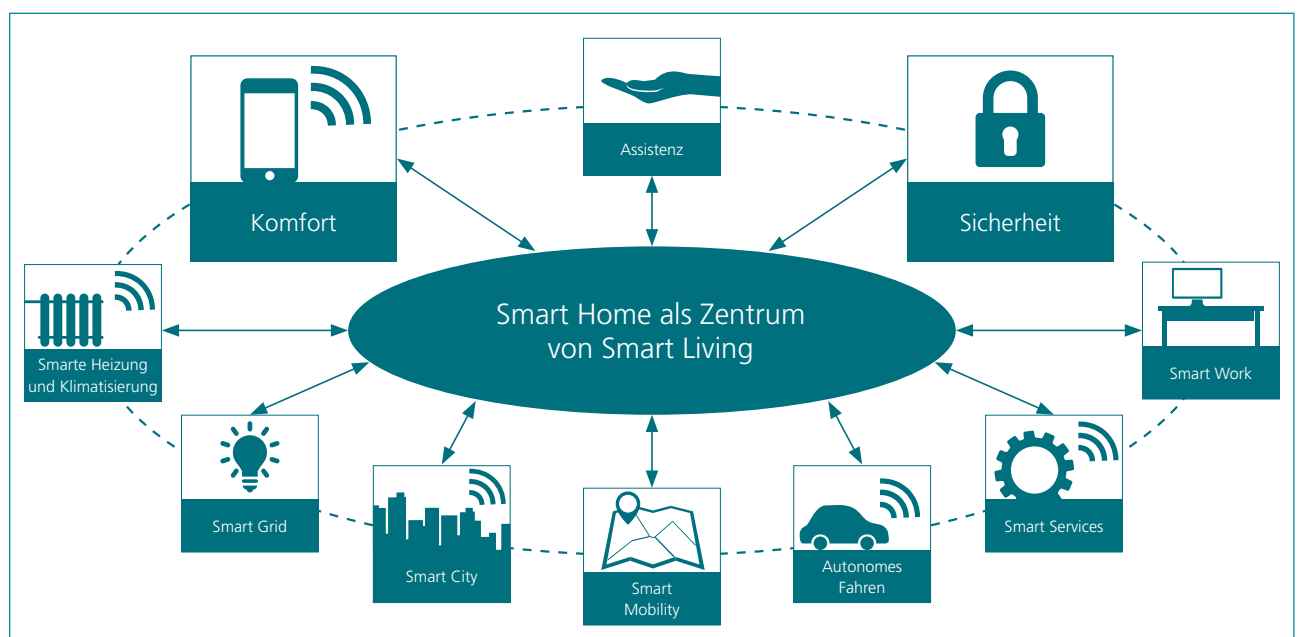 Komfort
Assistenz
Sicherheit
Smart Home als Zentrum
von Smart Living
Smarte Heizung
und Klimatisierung
Smart Work
Smart Grid
Smart City
Smart
Mobility
Autonomes
Fahren
Smart Services